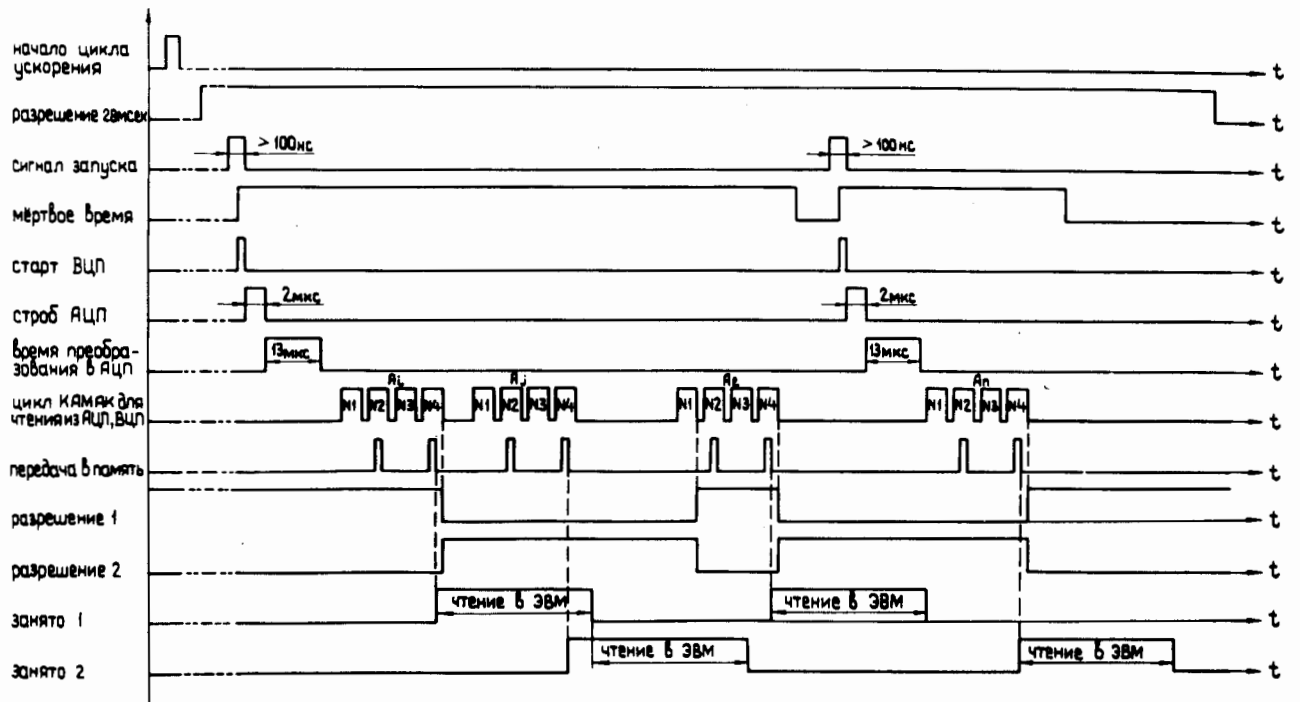 начало цикла
ускорения
t
разрешение 28мсек
t
> 100нс
> 100нс
сигнал запуска
t
мёртвое время
t
старт ВЦП
t
2мкс
2мкс
строб АЦП
t
время преобра-
зования в АЦП
13мкс
13мкс
t
Ai
Aj
Ae
An
цикл КАМАК для
чтения из АЦП, ВЦП
N1 N2 N3 N4
N1 N2 N3 N4
N1 N2 N3 N4
N1 N2 N3 N4
t
передача в память
t
разрешение 1
t
разрешение 2
t
чтение в ЭВМ
чтение в ЭВМ
занято 1
t
чтение в ЭВМ
чтение в ЭВМ
занято 2
t